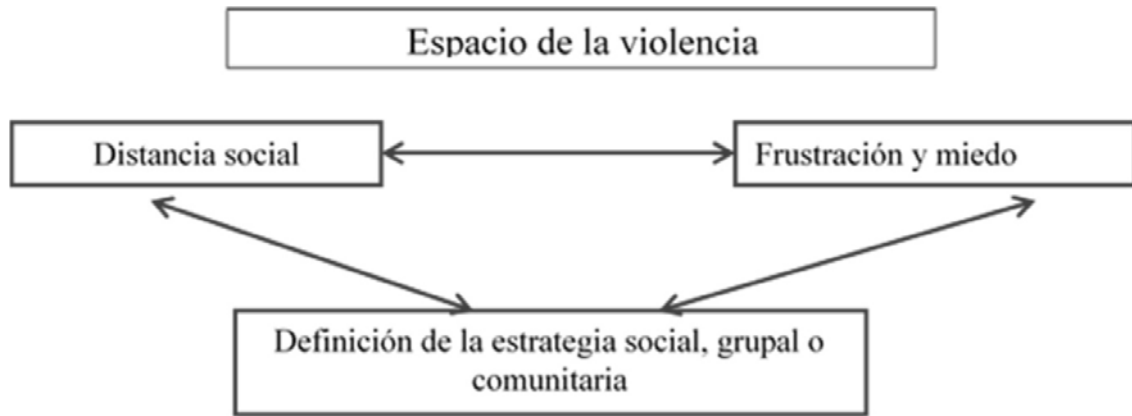 Espacio de la violencia
Distancia social
Frustración y miedo
Definición de la estrategia social, grupal o
comunitaria